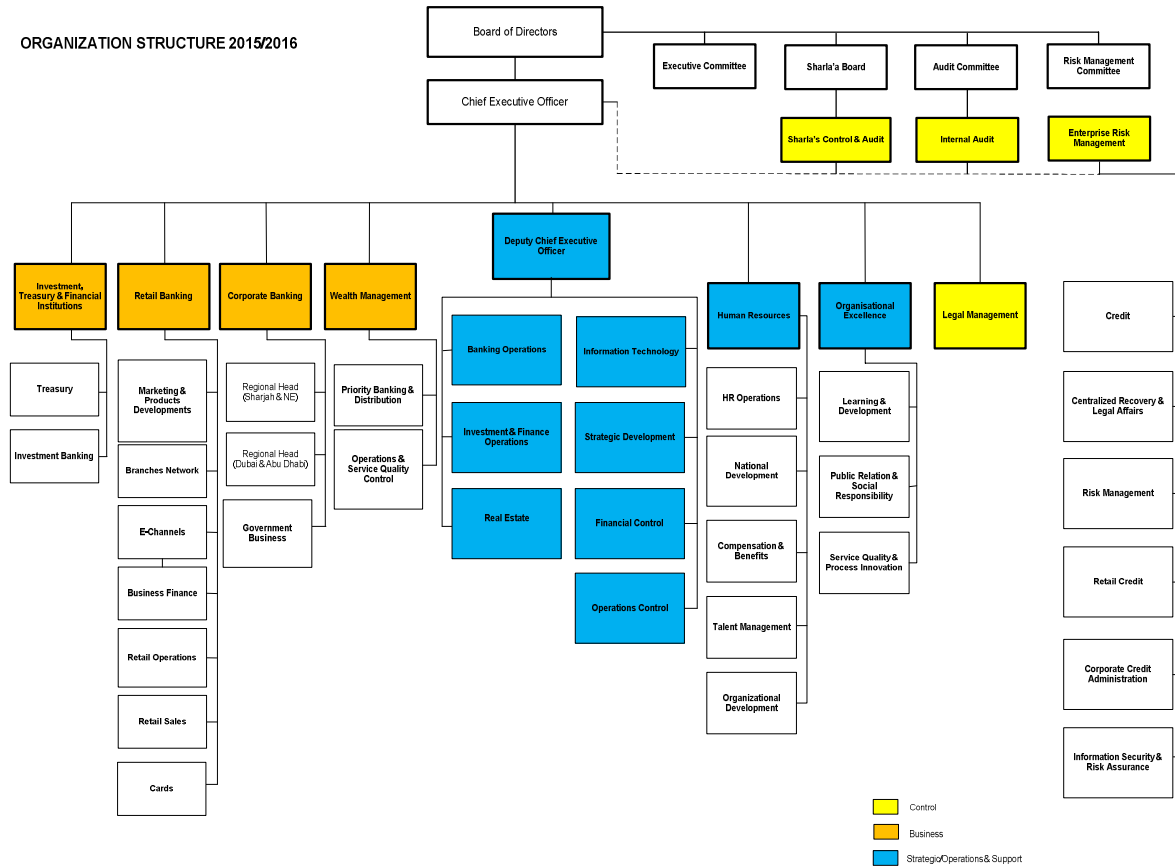 ORGANIZATION STRUCTURE 2015/2016
Board of Directors
Chief Executive Officer
Executive Committee
Sharla'a Board
Audit Committee
Risk Management
Committee
Sharla's Control & Audit
Internal Audit
Enterprise Risk
Management
Deputy Chief Executive
Officer
Investment,
Treasury & Financial
Institutions
Retail Banking
Corporate Banking
Wealth Management
Human Resources
Organisational
Excellence
Legal Management
Credit
Treasury
Investment Banking
Marketing &
Products
Developments
Branches Network
E-Channels
Business Finance
Retail Operations
Retail Sales
Cards
Regional Head
(Sharjah & NE)
Regional Head
(Dubai & Abu Dhabi)
Government
Business
Priority Banking &
Distribution
Operations &
Service Quality
Control
Banking Operations
Investment & Finance
Operations
Real Estate
Information Technology
Strategic Development
Financial Control
Operations Control
HR Operations
National
Development
Compensation &
Benefits
Talent Management
Organizational
Development
Learning &
Development
Public Relation &
Social
Responsibility
Service Quality &
Process Innovation
Centralized Recovery &
Legal Affairs
Risk Management
Retail Credit
Corporate Credit
Administration
Information Security &
Risk Assurance
Control
Business
Strategic/Operations & Support